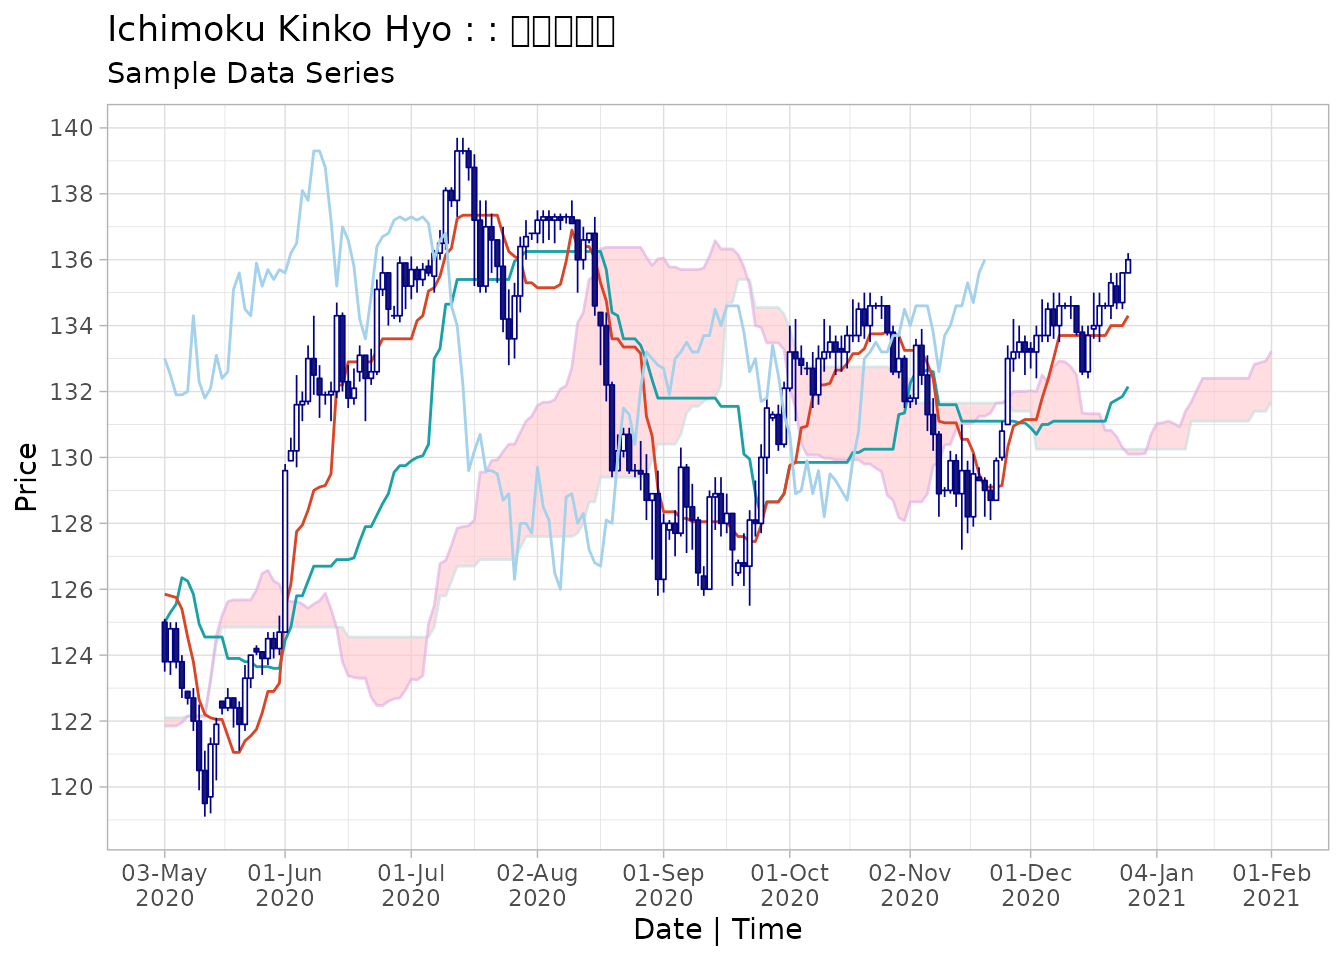 Ichimoku Kinko Hyo : :
Sample Data Series
140
138
136
134
132
130
128
126
124
122
120
Price
03-May 01-Jun 01-Jul 02-Aug 01-Sep 01-Oct 02-Nov 01-Dec 04-Jan 01-Feb
2020 2020 2020 2020 2020 2020 2020 2020 2021 2021
Date | Time